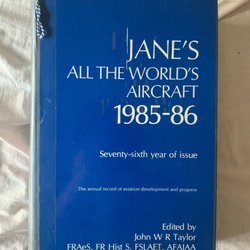 JANE'S
ALL THE WORLD'S
AIRCRAFT
1985-86
Seventy-sixth year of issue
The annual record of aviation development and progress
Edited by
John W R Taylor
FRAeS, FR Hist S, FSLAET, AFAIAA